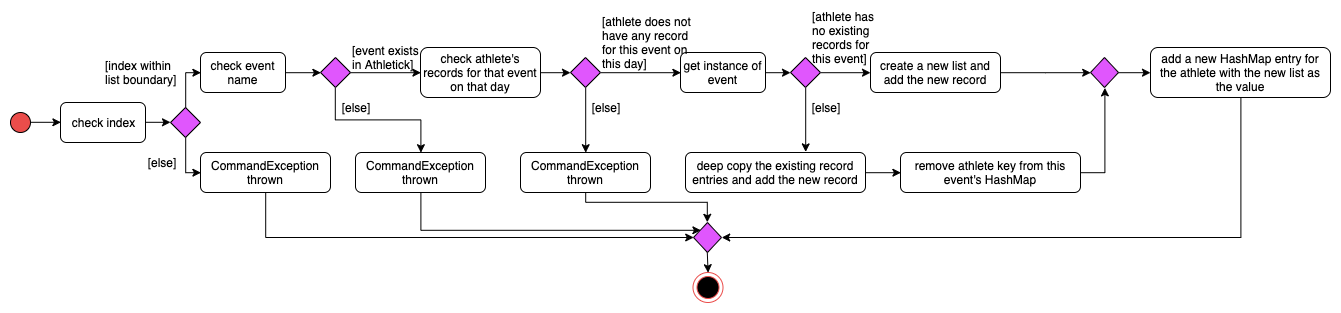 check index
[index within
list boundary]
[else]
check event
name
CommandException
thrown
[event exists
in Athletick]
[else]
check athlete's
records for that event
on that day
CommandException
thrown
[athlete does not
have any record
for this event on
this day]
[else]
get instance of
event
CommandException
thrown
[athlete has
no existing
records for
this event]
[else]
create a new list and
add the new record
deep copy the existing record
entries and add the new record
remove athlete key from this
event's HashMap
add a new HashMap entry for
the athlete with the new list as
the value